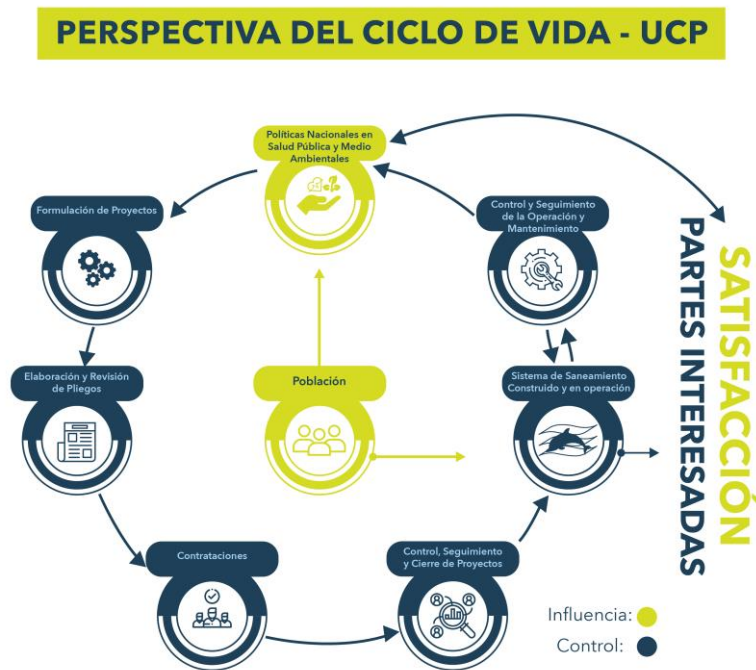 PERSPECTIVA DEL CICLO DE VIDA - UCP
Políticas Nacionales en
Salud Pública y Medio
Ambientales
Formulación de Proyectos
Control y Seguimiento
de la Operación y
Mantenimiento
Elaboración y Revisión
de Pliegos
Población
Sistema de Saneamiento
Construido y en operación
Contrataciones
Control, Seguimiento
y Cierre de Proyectos
SATISFACCIÓN
PARTES INTERESADAS
Influencia:
Control: